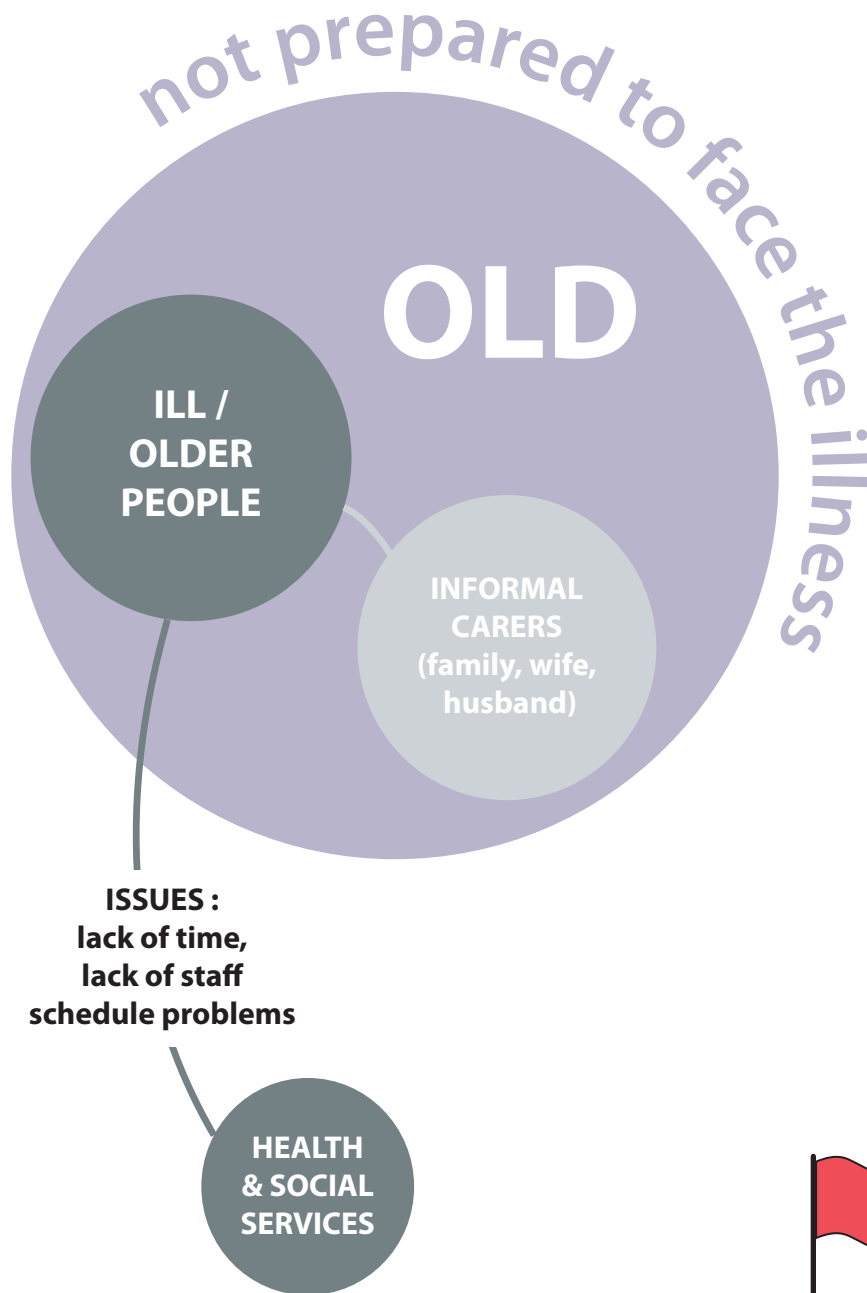 not prepared to face the illness
OLD
ILL /
OLDER
PEOPLE
INFORMAL
CARERS
(family, wife,
husband)
ISSUES :
lack of time,
lack of staff
schedule problems
HEALTH
& SOCIAL
SERVICES